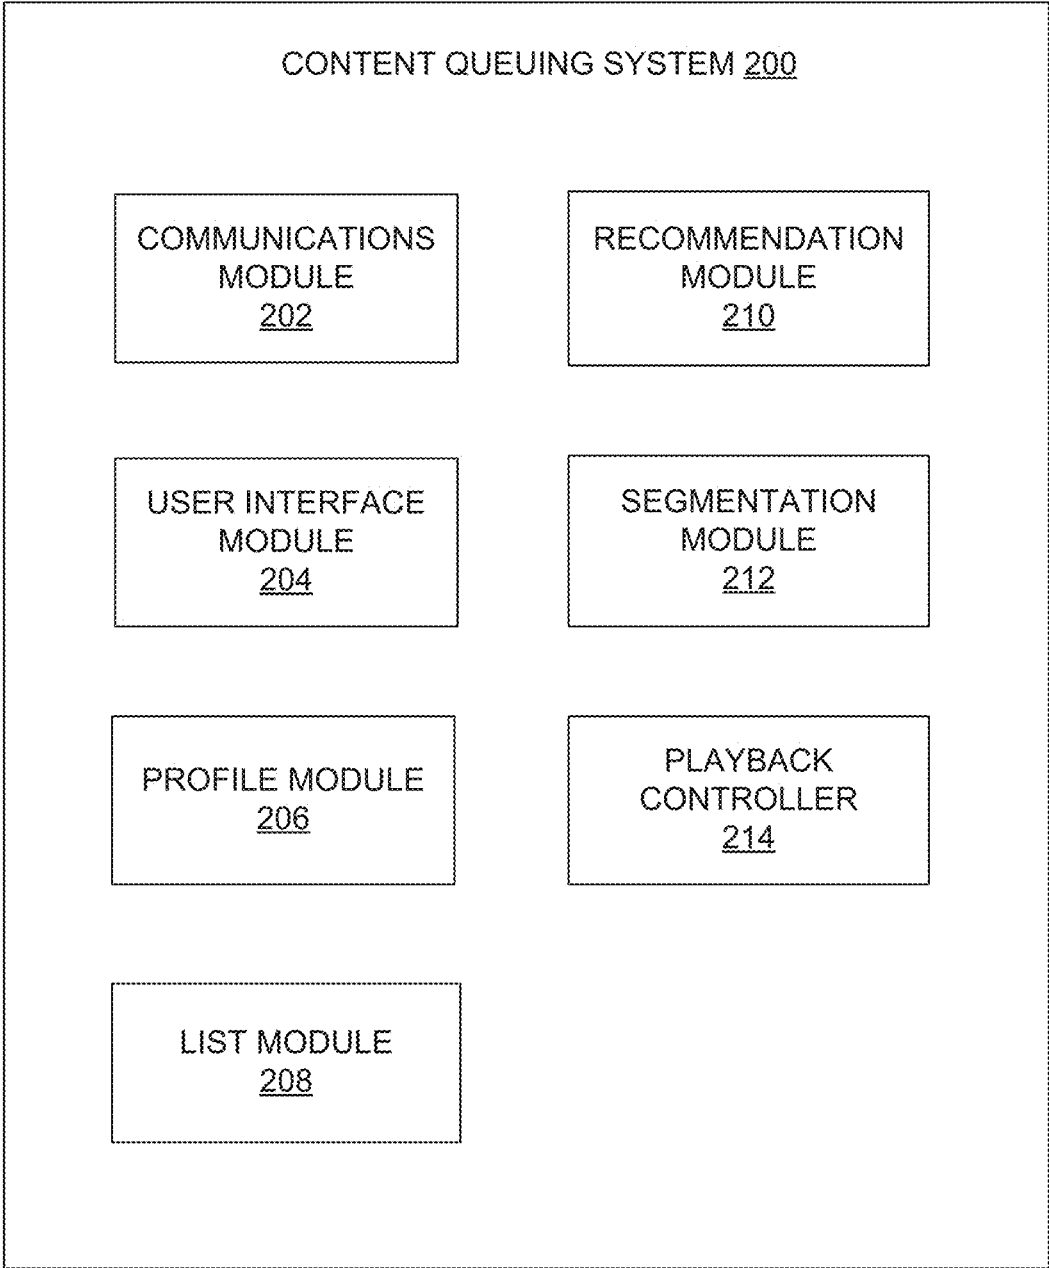 CONTENT QUEUING SYSTEM 200
COMMUNICATIONS
MODULE
202
RECOMMENDATION
MODULE
210
USER INTERFACE
MODULE
204
SEGMENTATION
MODULE
212
PROFILE MODULE
206
PLAYBACK
CONTROLLER
214
LIST MODULE
208